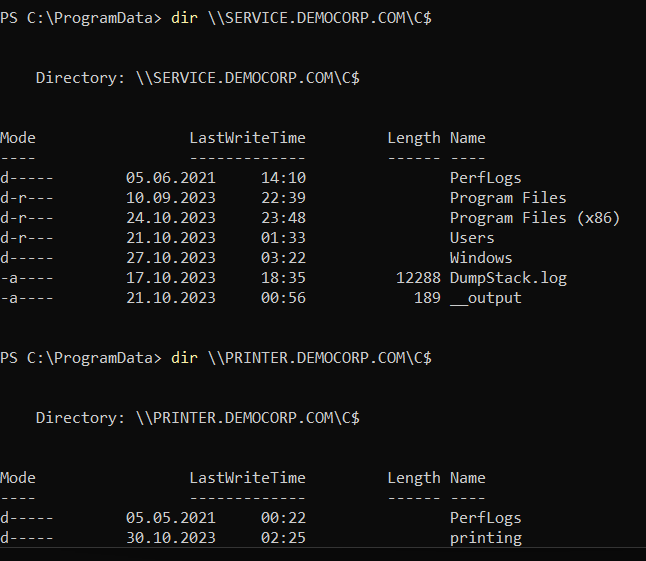 PS C:\ProgramData> dir \\SERVICE.DEMOCORP.COM\C$
Directory: \\SERVICE.DEMOCORP.COM\C$
Mode LastWriteTime Length Name
---- ------------- ------ ----
d----- 05.06.2021 14:10 PerfLogs
d-r--- 10.09.2023 22:39 Program Files
d-r--- 24.10.2023 23:48 Program Files (x86)
d-r--- 21.10.2023 01:33 Users
d----- 27.10.2023 03:22 Windows
-a---- 17.10.2023 18:35 12288 DumpStack.log
-a---- 21.10.2023 00:56 189 __output
PS C:\ProgramData> dir \\PRINTER.DEMOCORP.COM\C$
Directory: \\PRINTER.DEMOCORP.COM\C$
Mode LastWriteTime Length Name
---- ------------- ------ ----
d----- 05.05.2021 00:22 PerfLogs
d----- 30.10.2023 02:25 printing